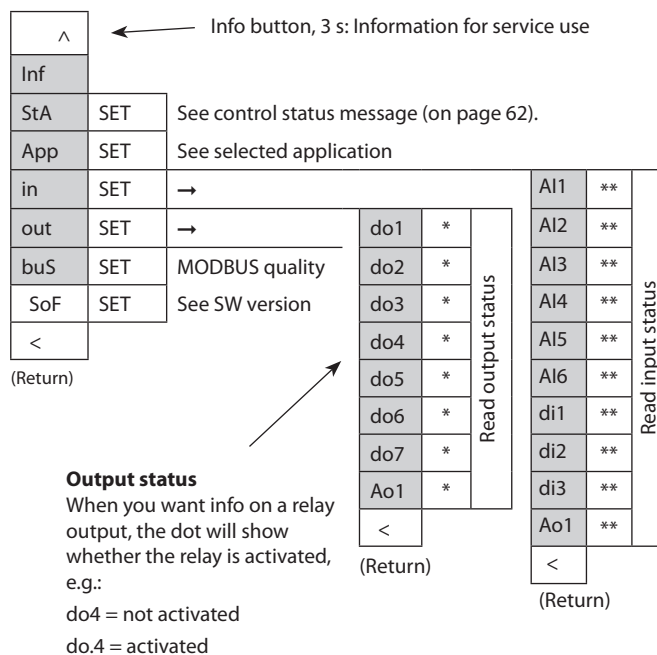 ^
Info button, 3 s: Information for service use
Inf
StA SET See control status message (on page 62).
App SET See selected application
in SET →
out SET →
buS SET MODBUS quality
SoF SET See SW version
<
(Return)
do1 *
do2 *
do3 *
do4 *
do5 *
do6 *
do7 *
Ao1 *
<
(Return)
Read output status
AI1 **
AI2 **
AI3 **
AI4 **
AI5 **
AI6 **
di1 **
di2 **
di3 **
Ao1 **
<
(Return)
Read input status
Output status
When you want info on a relay
output, the dot will show
whether the relay is activated,
e.g.:
do4 = not activated
do.4 = activated